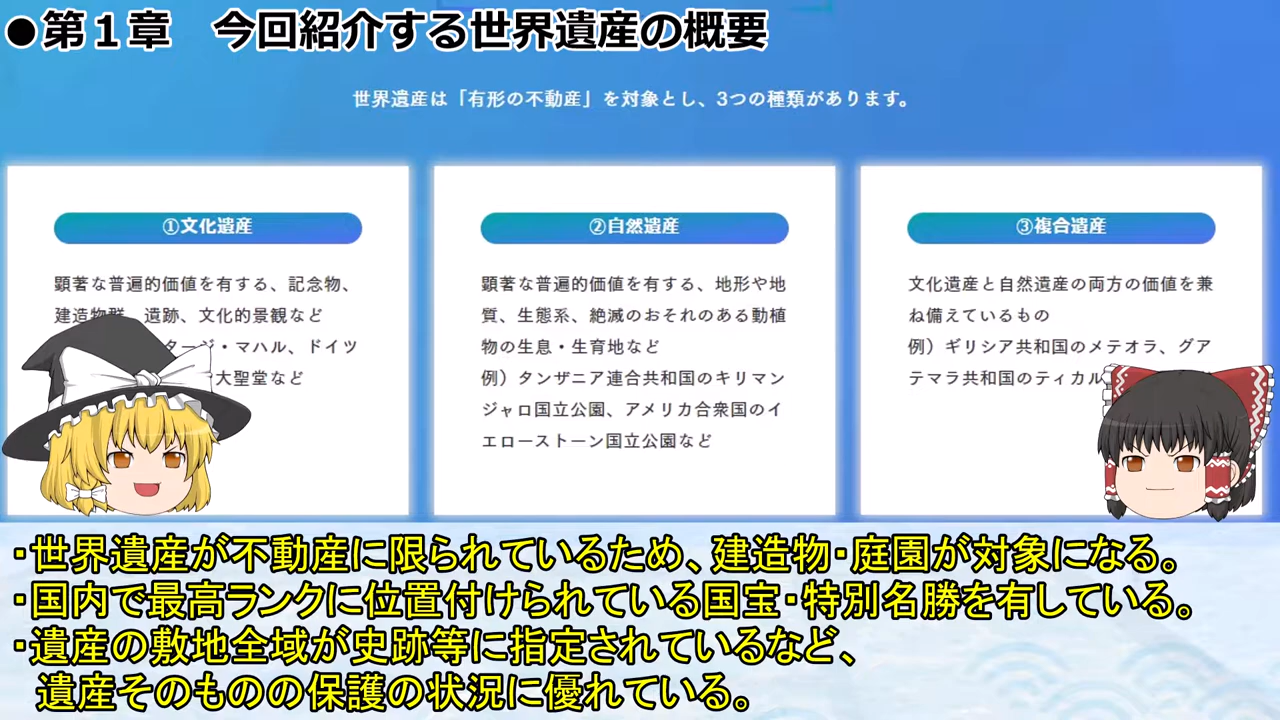 ●第１章　今回紹介する世界遺産の概要
世界遺産は「有形の不動産」を対象とし、3つの種類があります。
①文化遺産
顕著な普遍的価値を有する、記念物、
建造物群、遺跡、文化的景観など
タージ・マハル、ドイツ
大聖堂など
②自然遺産
顕著な普遍的価値を有する、地形や地
質、生態系、絶滅のおそれのある動植
物の生息・生育地など
例）タンザニア連合共和国のキリマン
ジャロ国立公園、アメリカ合衆国のイ
エローストーン国立公園など
③複合遺産
文化遺産と自然遺産の両方の価値を兼
ね備えているもの
例）ギリシア共和国のメテオラ、グア
テマラ共和国のティカル
・世界遺産が不動産に限られているため、建造物・庭園が対象になる。
・国内で最高ランクに位置付けられている国宝・特別名勝を有している。
・遺産の敷地全域が史跡等に指定されているなど、
遺産そのものの保護の状況に優れている。